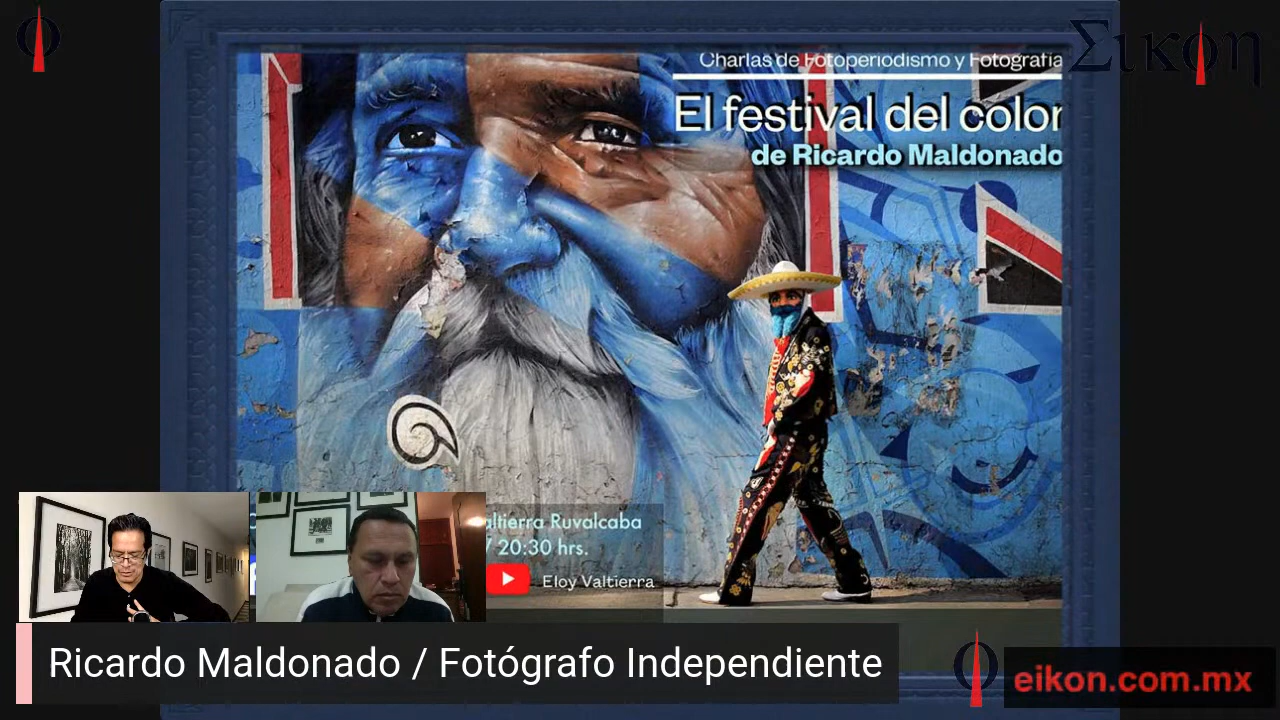 Σικοη
Charlas de Fotoperiodismo y Fotografía
El festival del color
de Ricardo Maldonado
altierra Ruvalcaba
/ 20:30 hrs.
Eloy Valtierra
Ricardo Maldonado / Fotógrafo Independiente
eikon.com.mx